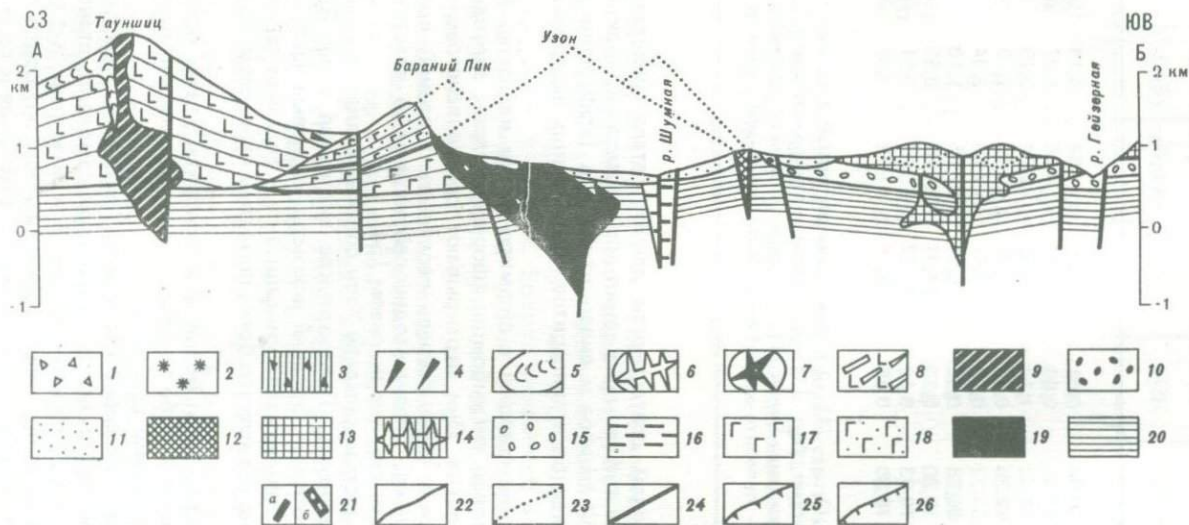 СЗ
Тауншиц
ЮВ
А
Узон
Б
Бараний Пик
р. Шумная
р. Гейзерная
2
км
1
0
-1
2 км
1
0
-1
1 2 3 4 5 6 7 8 9 10
11 12 13 14 15 16 17 18 19 20
а б 21 22 23 24 25 26